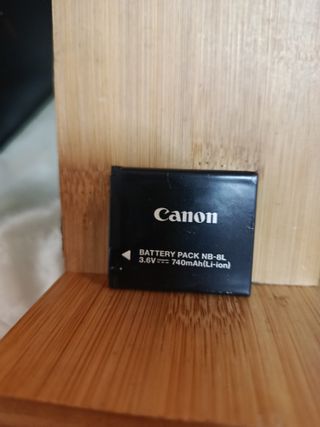 Canon
BATTERY PACK NB-8L
3.6V ⎓ 740mAh(Li-ion)